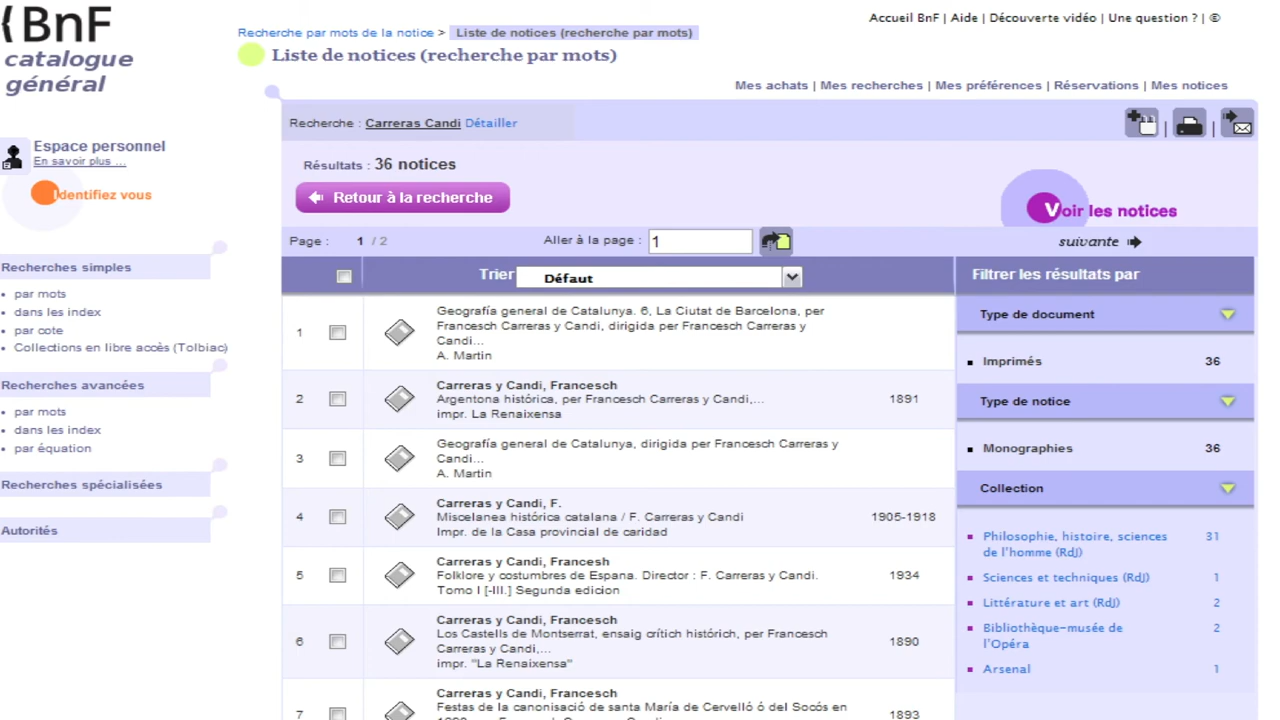 BnF
catalogue
général
Accueil BnF | Aide | Découverte vidéo | Une question ? | ©
Recherche par mots de la notice > Liste de notices (recherche par mots)
Liste de notices (recherche par mots)
Mes achats | Mes recherches | Mes préférences | Réservations | Mes notices
Espace personnel
En savoir plus ...
Identifiez vous
Recherches simples
par mots
dans les index
par cote
Collections en libre accès (Tolbiac)
Recherches avancées
par mots
dans les index
par équation
Recherches spécialisées
Autorités
Recherche : Carreras Candi Détailler
Résultats : 36 notices
Retour à la recherche
Voir les notices
Page : 1 / 2
Aller à la page : 1
suivante
Trier Défaut
1
Geografía general de Catalunya. 6, La Ciutat de Barcelona, per
Francesch Carreras y Candi, dirigida per Francesch Carreras y
Candi...
A. Martin
2
Carreras y Candi, Francesch
Argentona histórica, per Francesch Carreras y Candi,... 1891
impr. La Renaixensa
3
Geografía general de Catalunya, dirigida per Francesch Carreras y
Candi...
A. Martin
4
Carreras y Candi, F.
Miscelanea histórica catalana / F. Carreras y Candi 1905-1918
Impr. de la Casa provincial de caridad
5
Carreras y Candi, Francesh
Folklore y costumbres de Espana. Director : F. Carreras y Candi. 1934
Tomo I [-III.] Segunda edicion
6
Carreras y Candi, Francesch
Los Castells de Montserrat, ensaig crítich histórich, per Francesch
Carreras y Candi,... 1890
impr. "La Renaixensa"
7
Carreras y Candi, Francesch
Festas de la canonisació de santa María de Cervelló ó del Socós en 1893
Filtrer les résultats par
Type de document
Imprimés 36
Type de notice
Monographies 36
Collection
Philosophie, histoire, sciences 31
de l'homme (RdJ)
Sciences et techniques (RdJ) 1
Littérature et art (RdJ) 2
Bibliothèque-musée de 2
l'Opéra
Arsenal 1